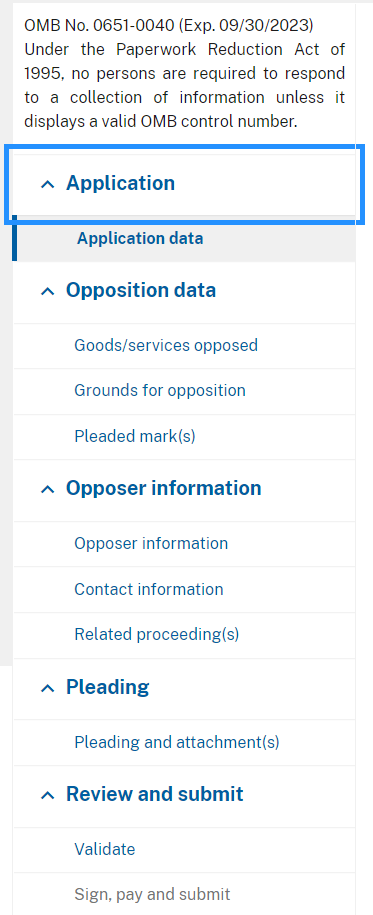 OMB No. 0651-0040 (Exp. 09/30/2023)
Under the Paperwork Reduction Act of
1995, no persons are required to respond
to a collection of information unless it
displays a valid OMB control number.
Application
Application data
Opposition data
Goods/services opposed
Grounds for opposition
Pleaded mark(s)
Opposer information
Opposer information
Contact information
Related proceeding(s)
Pleading
Pleading and attachment(s)
Review and submit
Validate
Sign, pay and submit